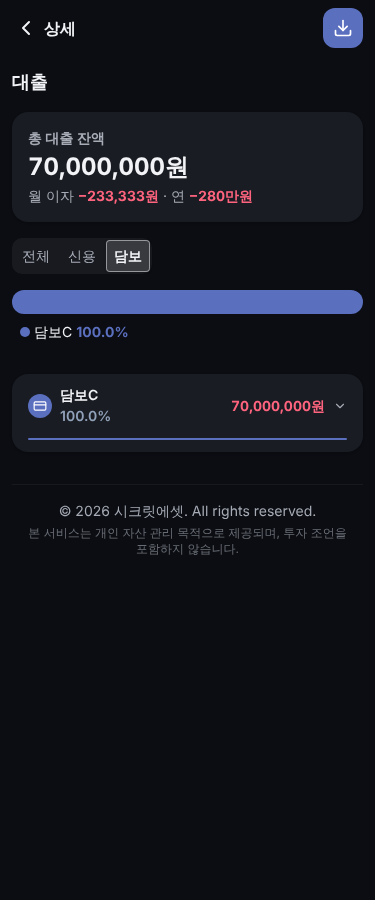 상세
대출
총 대출 잔액
70,000,000원
월 이자 −233,333원 · 연 −280만원
전체 신용 담보
담보C 100.0%
담보C
100.0%
70,000,000원
© 2026 시크릿에셋. All rights reserved.
본 서비스는 개인 자산 관리 목적으로 제공되며, 투자 조언을
포함하지 않습니다.